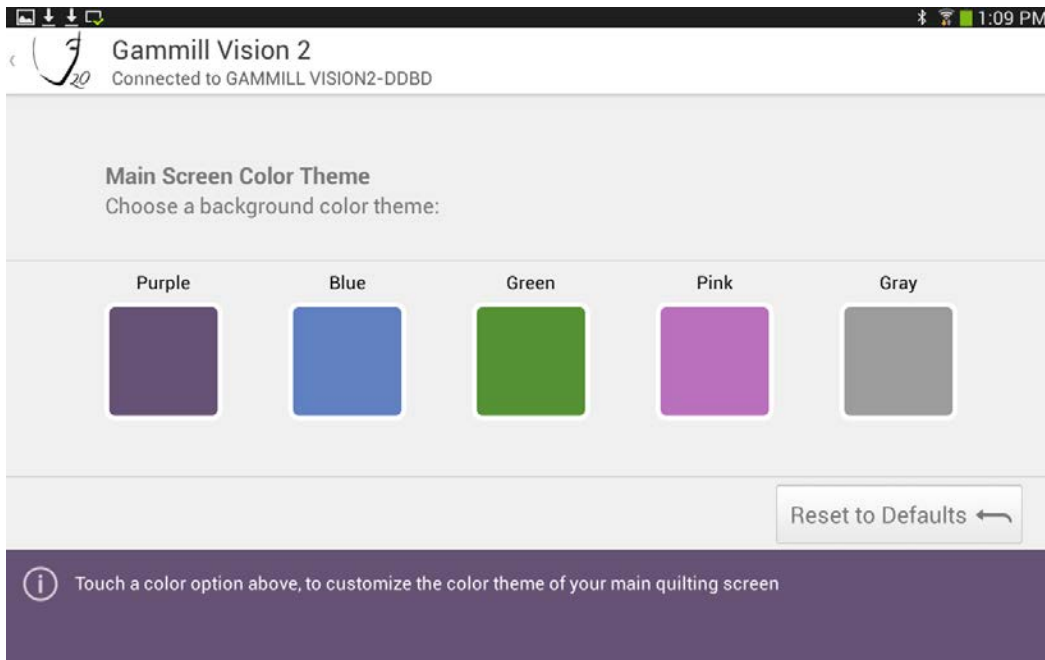 1:09 PM
20
Gammill Vision 2
Connected to GAMMILL VISION2-DDBD
Main Screen Color Theme
Choose a background color theme:
Purple Blue Green Pink Gray
Reset to Defaults
Touch a color option above, to customize the color theme of your main quilting screen